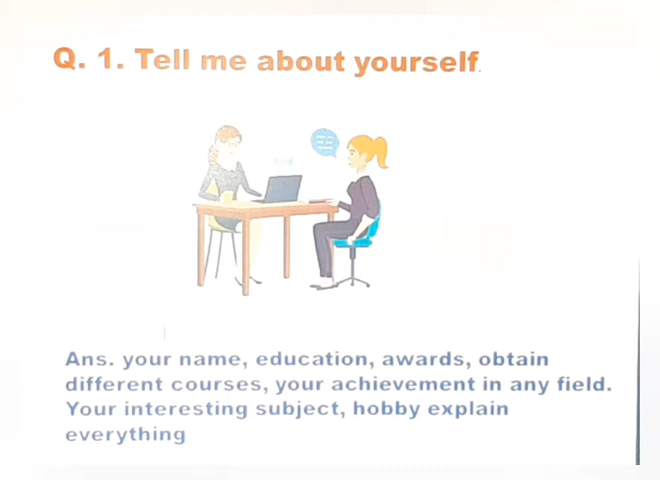 Q. 1. Tell me about yourself.
Ans. your name, education, awards, obtain
different courses, your achievement in any field.
Your interesting subject, hobby explain
everything